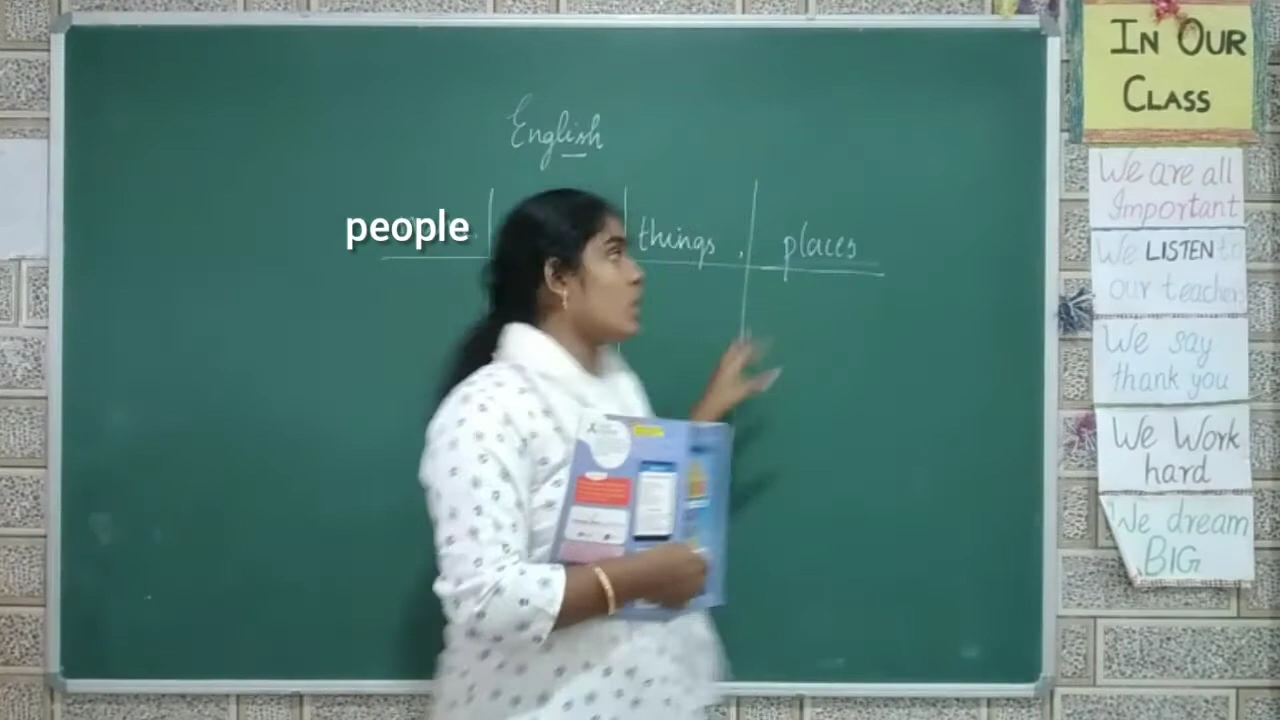 English
people
things
places
In Our
Class
We are all
Important
We LISTEN to
our teacher
We say
thank you
We Work
hard
We dream
BIG